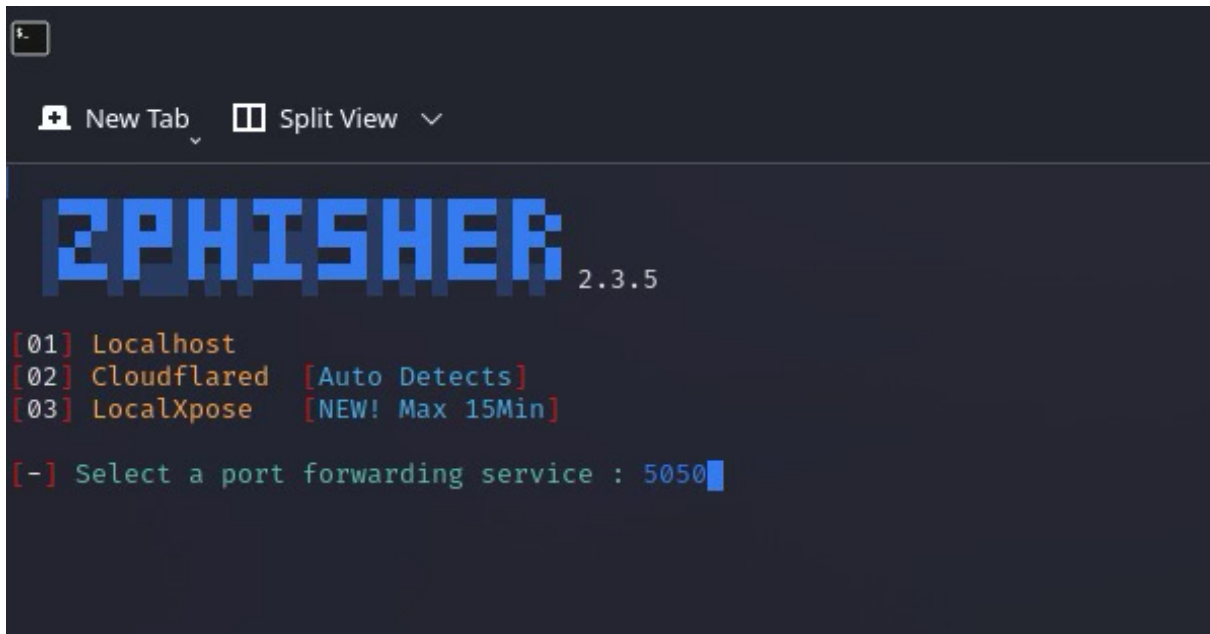 $_
New Tab Split View
ZPHISHER 2.3.5
[01] Localhost
[02] Cloudflared [Auto Detects]
[03] LocalXpose [NEW! Max 15Min]
[-] Select a port forwarding service : 5050